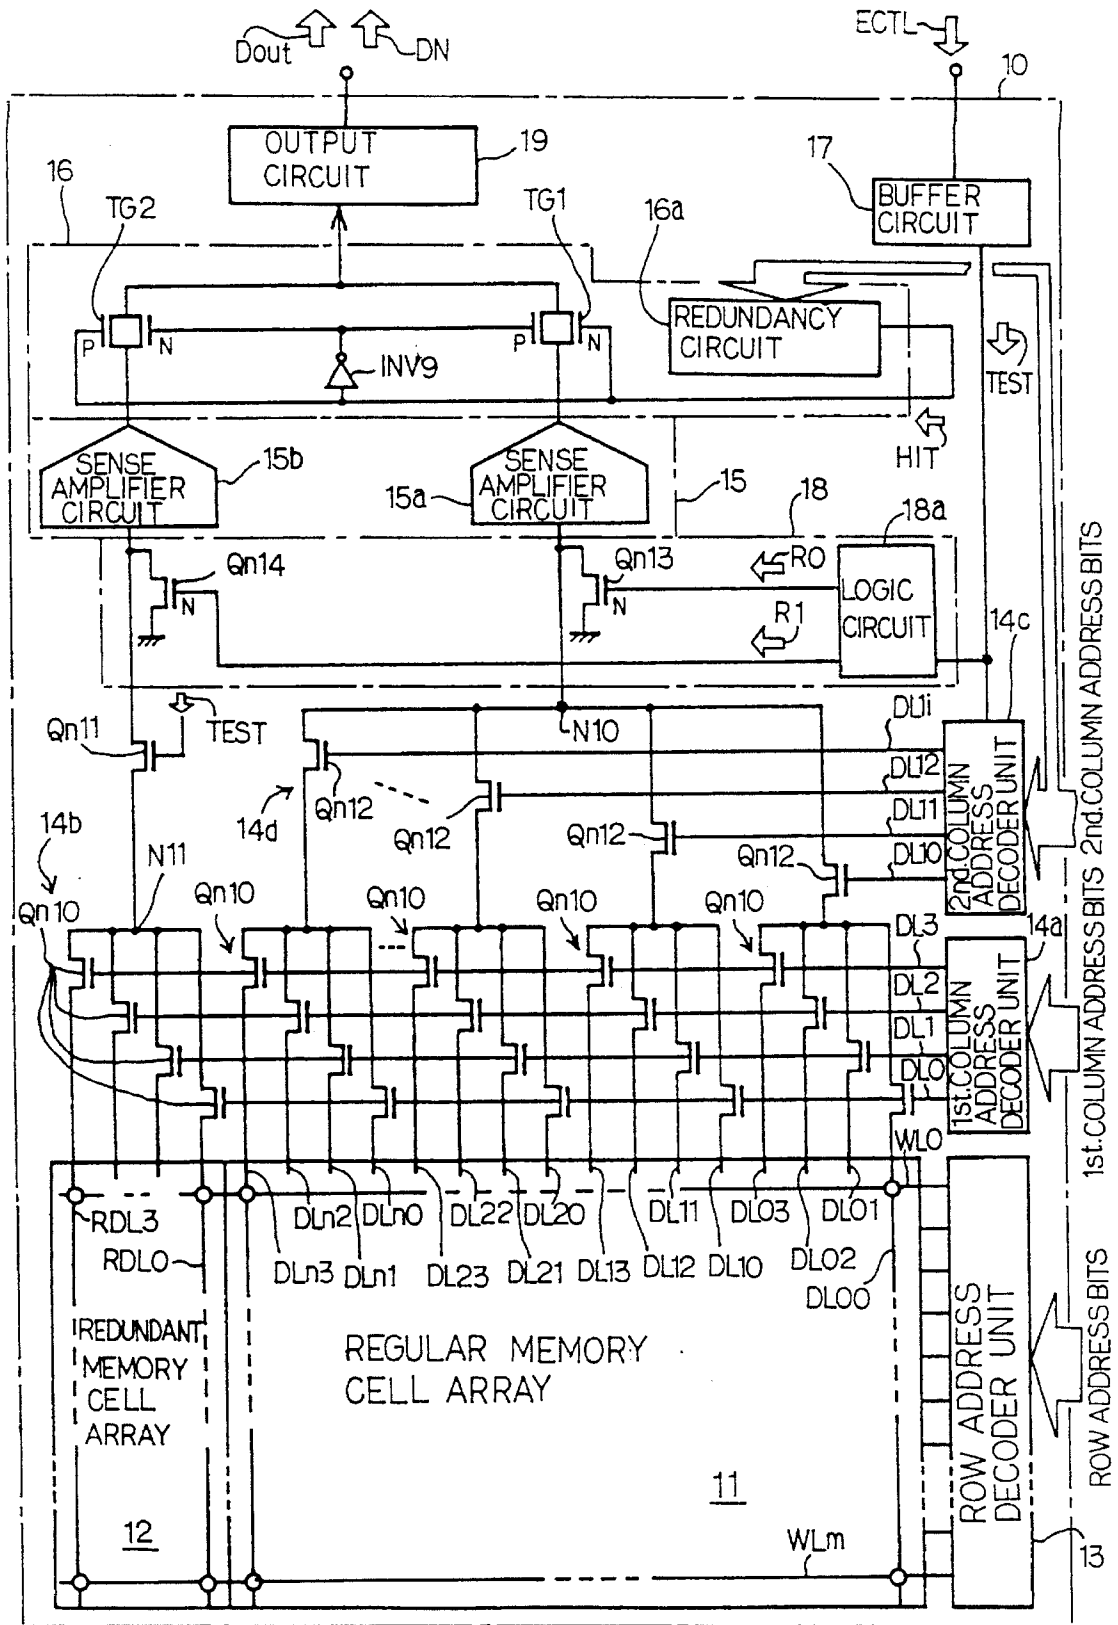 Dout
DN
ECTL
10
OUTPUT
CIRCUIT
19
17
BUFFER
CIRCUIT
16
TG2
TG1
16a
REDUNDANCY
CIRCUIT
P
N
P
N
INV9
TEST
HIT
SENSE
AMPLIFIER
CIRCUIT
15b
SENSE
AMPLIFIER
CIRCUIT
15a
15
18
18a
Qn14
N
Qn13
N
R0
R1
LOGIC
CIRCUIT
14c
Qn11
TEST
N10
DL1i
DL12
DL11
DL10
2nd.COLUMN
ADDRESS
DECODER UNIT
14d
Qn12
Qn12
Qn12
Qn12
14b
N11
Qn10
Qn10
Qn10
Qn10
Qn10
DL3
DL2
DL1
DL0
14a
1st.COLUMN
ADDRESS
DECODER UNIT
WL0
RDL3
RDL0
DLn2
DLn0
DL22
DL20
DL11
DL03
DL01
DLn3
DLn1
DL23
DL21
DL13
DL12
DL10
DL02
DL00
REDUNDANT
MEMORY
CELL
ARRAY
REGULAR MEMORY
CELL ARRAY
12
11
WLm
ROW ADDRESS
DECODER UNIT
13
1st. COLUMN ADDRESS BITS 2nd. COLUMN ADDRESS BITS
ROW ADDRESS BITS